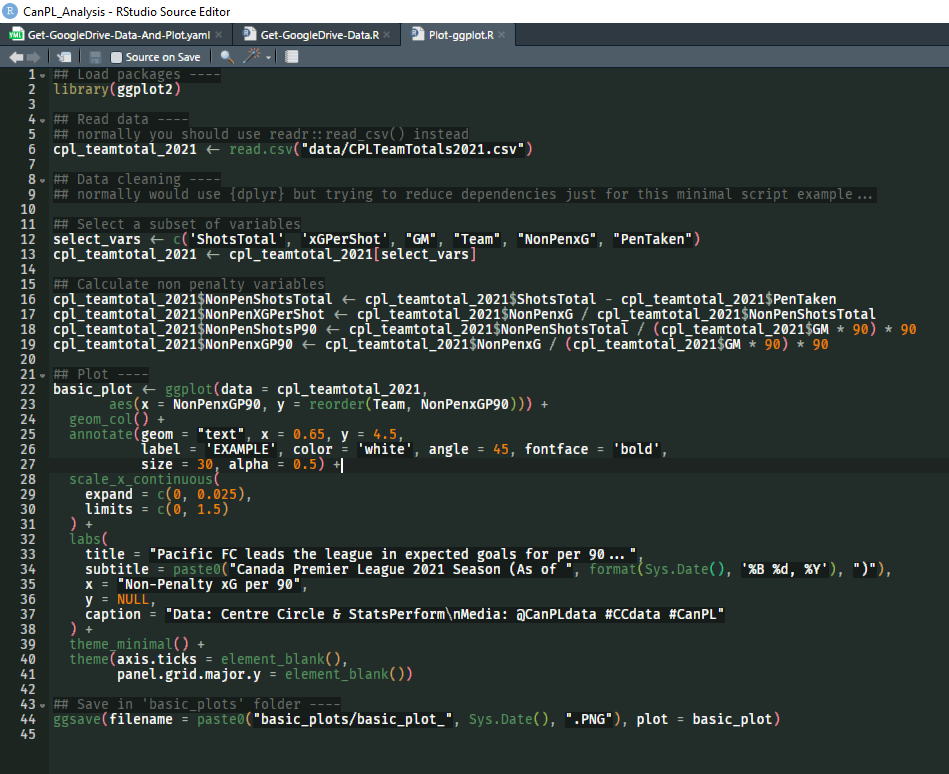 CanPL_Analysis - RStudio Source Editor
Get-GoogleDrive-Data-And-Plot.yaml × Get-GoogleDrive-Data.R × Plot-ggplot.R ×
Source on Save
1 ## Load packages ----
2 library(ggplot2)
3
4 ## Read data ----
5 ## normally you should use readr::read_csv() instead
6 cpl_teamtotal_2021 <- read.csv("data/CPLTeamTotals2021.csv")
7
8 ## Data cleaning ----
9 ## normally would use {dplyr} but trying to reduce dependencies just for this minimal script example...
10
11 ## Select a subset of variables
12 select_vars <- c('ShotsTotal', 'xGPerShot', "GM", "Team", "NonPenxG", "PenTaken")
13 cpl_teamtotal_2021 <- cpl_teamtotal_2021[select_vars]
14
15 ## Calculate non penalty variables
16 cpl_teamtotal_2021$NonPenShotsTotal <- cpl_teamtotal_2021$ShotsTotal - cpl_teamtotal_2021$PenTaken
17 cpl_teamtotal_2021$NonPenXGPerShot <- cpl_teamtotal_2021$NonPenxG / cpl_teamtotal_2021$NonPenShotsTotal
18 cpl_teamtotal_2021$NonPenShotsP90 <- cpl_teamtotal_2021$NonPenShotsTotal / (cpl_teamtotal_2021$GM * 90) * 90
19 cpl_teamtotal_2021$NonPenxGP90 <- cpl_teamtotal_2021$NonPenxG / (cpl_teamtotal_2021$GM * 90) * 90
20
21 ## Plot ----
22 basic_plot <- ggplot(data = cpl_teamtotal_2021,
23 aes(x = NonPenxGP90, y = reorder(Team, NonPenxGP90))) +
24 geom_col() +
25 annotate(geom = "text", x = 0.65, y = 4.5,
26 label = 'EXAMPLE', color = 'white', angle = 45, fontface = 'bold',
27 size = 30, alpha = 0.5) +
28 scale_x_continuous(
29 expand = c(0, 0.025),
30 limits = c(0, 1.5)
31 ) +
32 labs(
33 title = "Pacific FC leads the league in expected goals for per 90...",
34 subtitle = paste0("Canada Premier League 2021 Season (As of ", format(Sys.Date(), '%B %d, %Y'), ")"),
35 x = "Non-Penalty xG per 90",
36 y = NULL,
37 caption = "Data: Centre Circle & StatsPerform\nMedia: @CanPLdata #CCdata #CanPL"
38 ) +
39 theme_minimal() +
40 theme(axis.ticks = element_blank(),
41 panel.grid.major.y = element_blank())
42
43 ## Save in 'basic_plots' folder ----
44 ggsave(filename = paste0("basic_plots/basic_plot_", Sys.Date(), ".PNG"), plot = basic_plot)
45